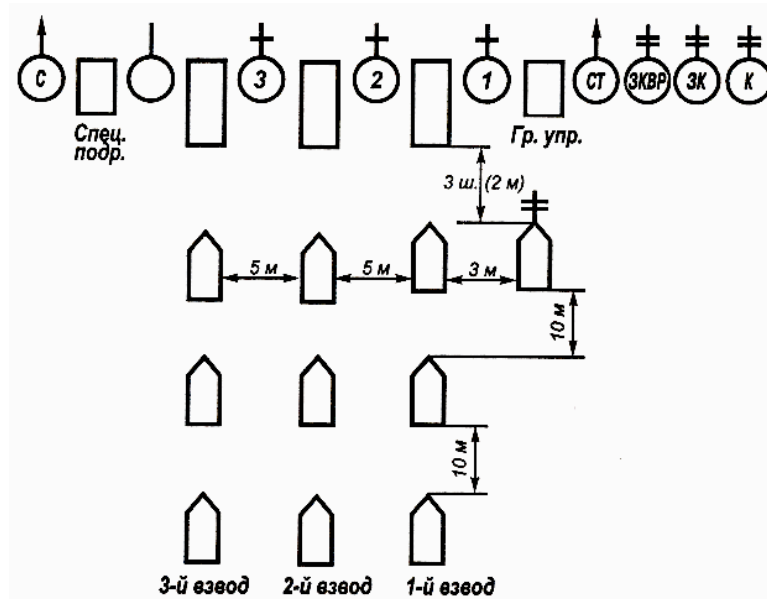 С 3 2 1 СТ ЗКВР ЗК К
Спец.
подр.
Гр. упр.
3 ш. (2 м)
5 м 5 м 3 м
10 м
10 м
3-й взвод 2-й взвод 1-й взвод